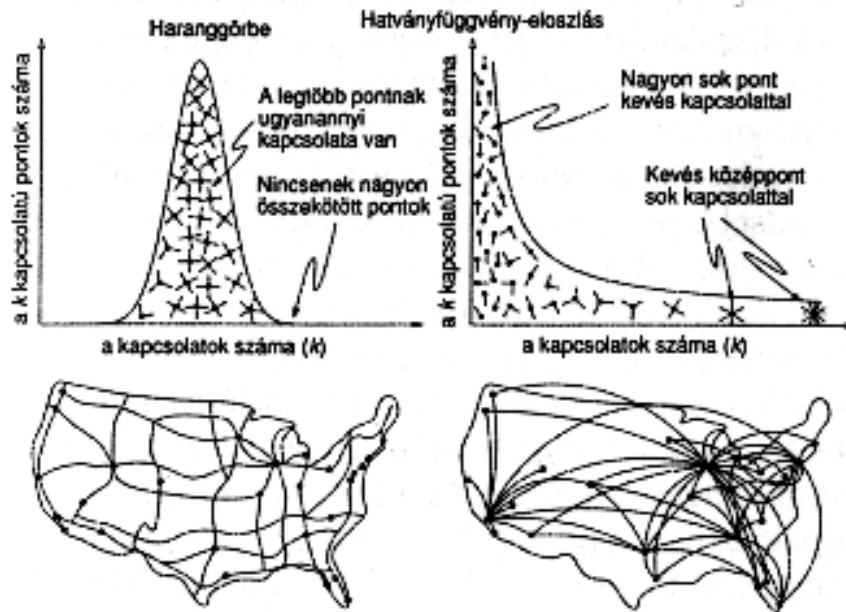 Haranggörbe
a k kapcsolatú pontok száma
A legtöbb pontnak
ugyanannyi
kapcsolata van
Nincsenek nagyon
összekötött pontok
a kapcsolatok száma (k)
Hatványfüggvény-eloszlás
a k kapcsolatú pontok száma
Nagyon sok pont
kevés kapcsolattal
Kevés középpont
sok kapcsolattal
a kapcsolatok száma (k)